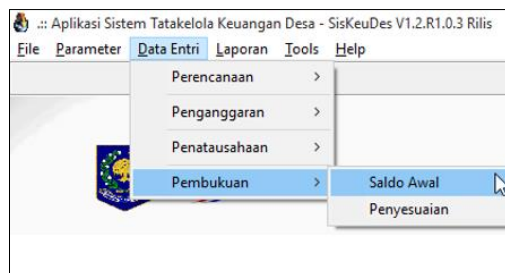 .:: Aplikasi Sistem Tatakelola Keuangan Desa - SisKeuDes V1.2.R1.0.3 Rilis
File Parameter Data Entri Laporan Tools Help
Perencanaan
Penganggaran
Penatausahaan
Pembukuan Saldo Awal
Penyesuaian